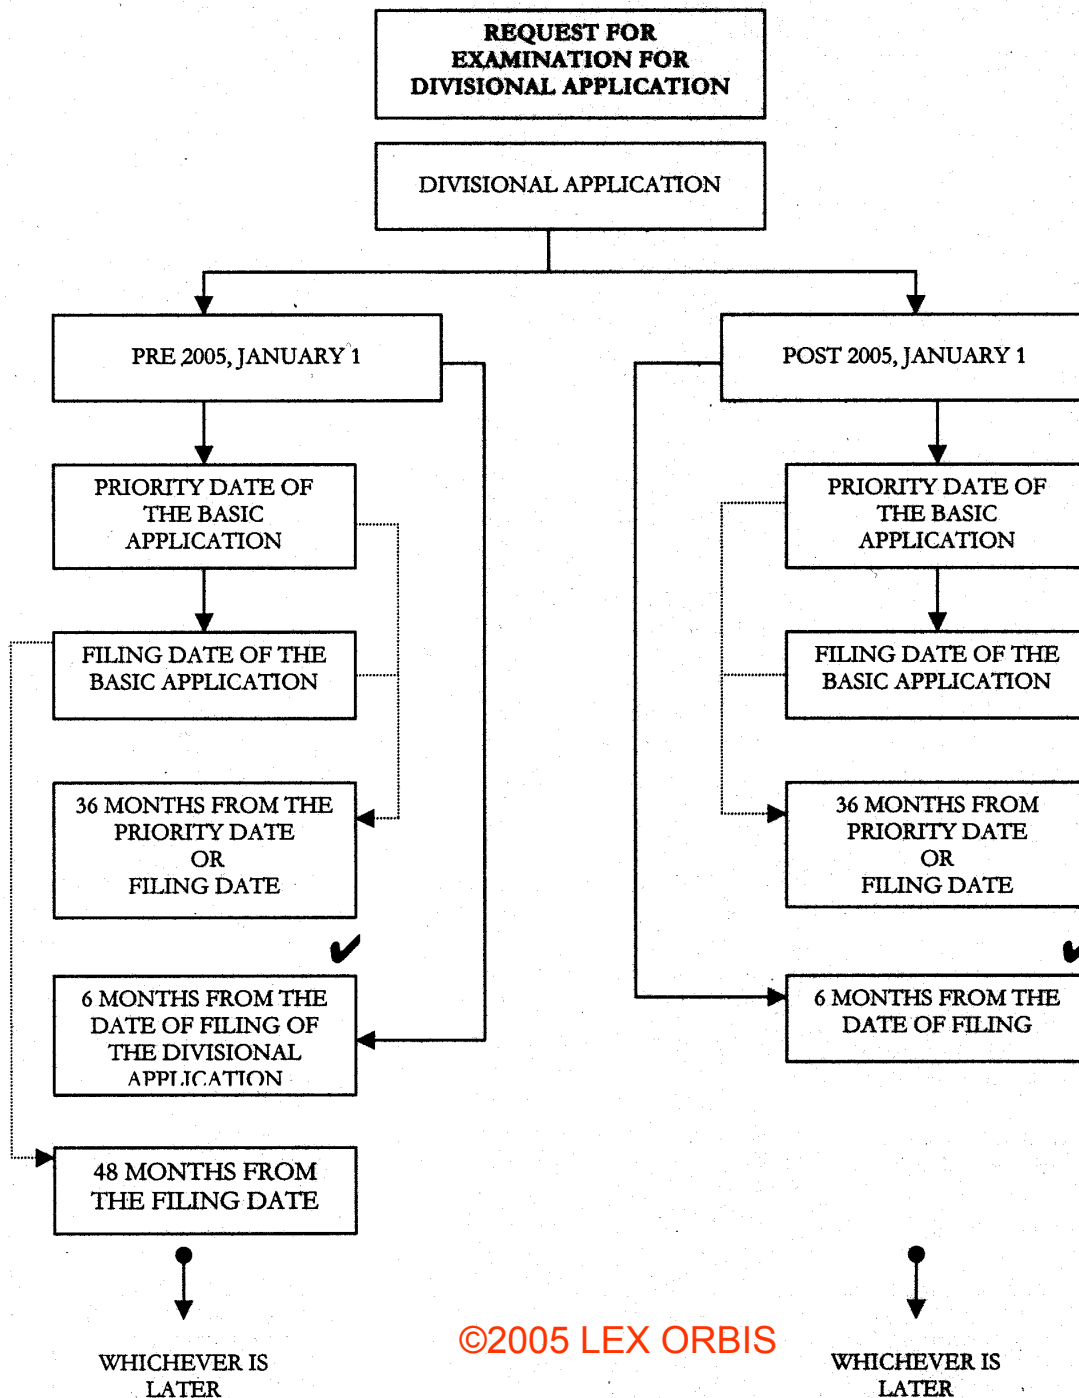 REQUEST FOR
EXAMINATION FOR
DIVISIONAL APPLICATION
DIVISIONAL APPLICATION
PRE 2005, JANUARY 1
POST 2005, JANUARY 1
PRIORITY DATE OF
THE BASIC
APPLICATION
PRIORITY DATE OF
THE BASIC
APPLICATION
FILING DATE OF THE
BASIC APPLICATION
FILING DATE OF THE
BASIC APPLICATION
36 MONTHS FROM THE
PRIORITY DATE
OR
FILING DATE
36 MONTHS FROM
PRIORITY DATE
OR
FILING DATE
6 MONTHS FROM THE
DATE OF FILING OF
THE DIVISIONAL
APPLICATION
6 MONTHS FROM THE
DATE OF FILING
48 MONTHS FROM
THE FILING DATE
©2005 LEX ORBIS
WHICHEVER IS
LATER
WHICHEVER IS
LATER